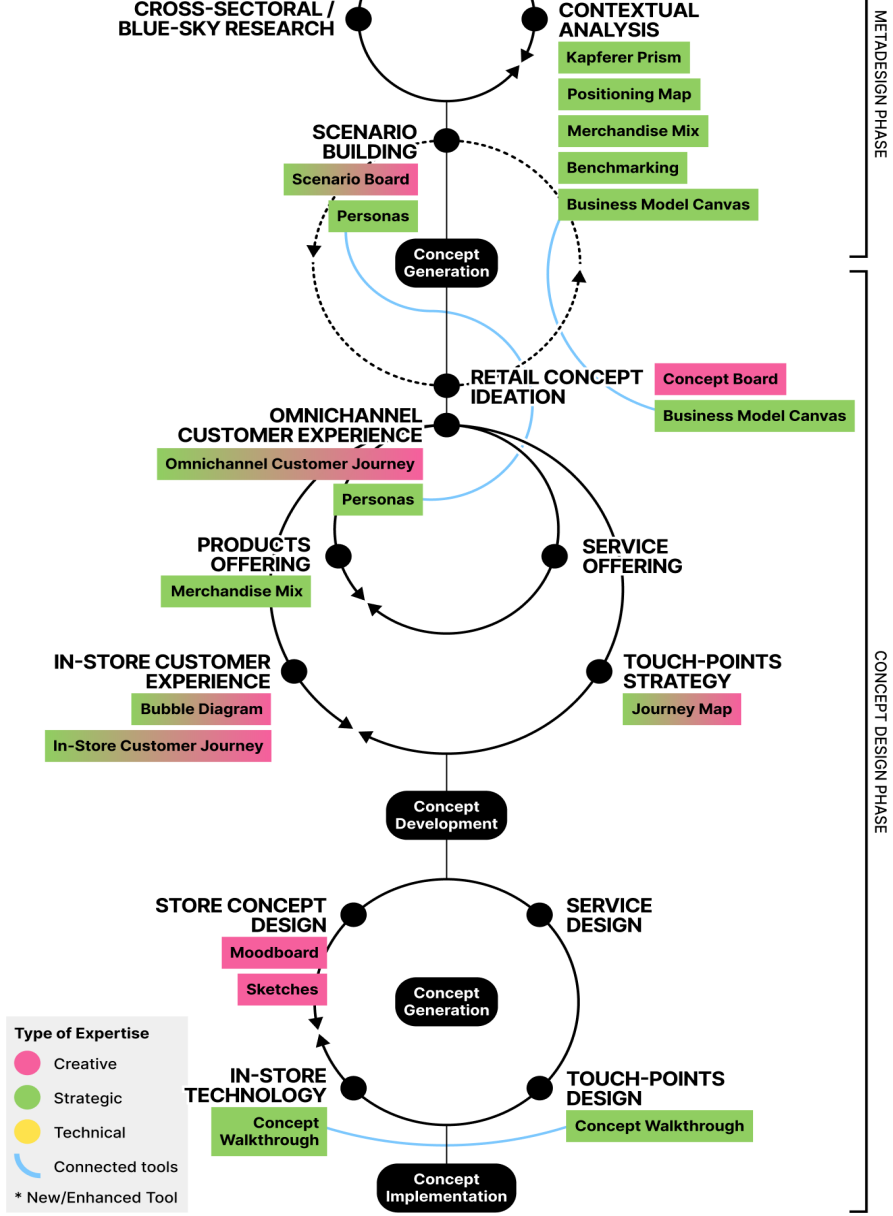 CROSS-SECTORAL /
BLUE-SKY RESEARCH
CONTEXTUAL
ANALYSIS
Kapferer Prism
Positioning Map
Merchandise Mix
Benchmarking
Business Model Canvas
METADESIGN PHASE
SCENARIO
BUILDING
Scenario Board
Personas
Concept
Generation
RETAIL CONCEPT
IDEATION
Concept Board
Business Model Canvas
OMNICHANNEL
CUSTOMER EXPERIENCE
Omnichannel Customer Journey
Personas
PRODUCTS
OFFERING
Merchandise Mix
SERVICE
OFFERING
IN-STORE CUSTOMER
EXPERIENCE
Bubble Diagram
In-Store Customer Journey
TOUCH-POINTS
STRATEGY
Journey Map
CONCEPT DESIGN PHASE
Concept
Development
STORE CONCEPT
DESIGN
Moodboard
Sketches
SERVICE
DESIGN
Concept
Generation
IN-STORE
TECHNOLOGY
Concept
Walkthrough
TOUCH-POINTS
DESIGN
Concept Walkthrough
Concept
Implementation
Type of Expertise
Creative
Strategic
Technical
Connected tools
* New/Enhanced Tool